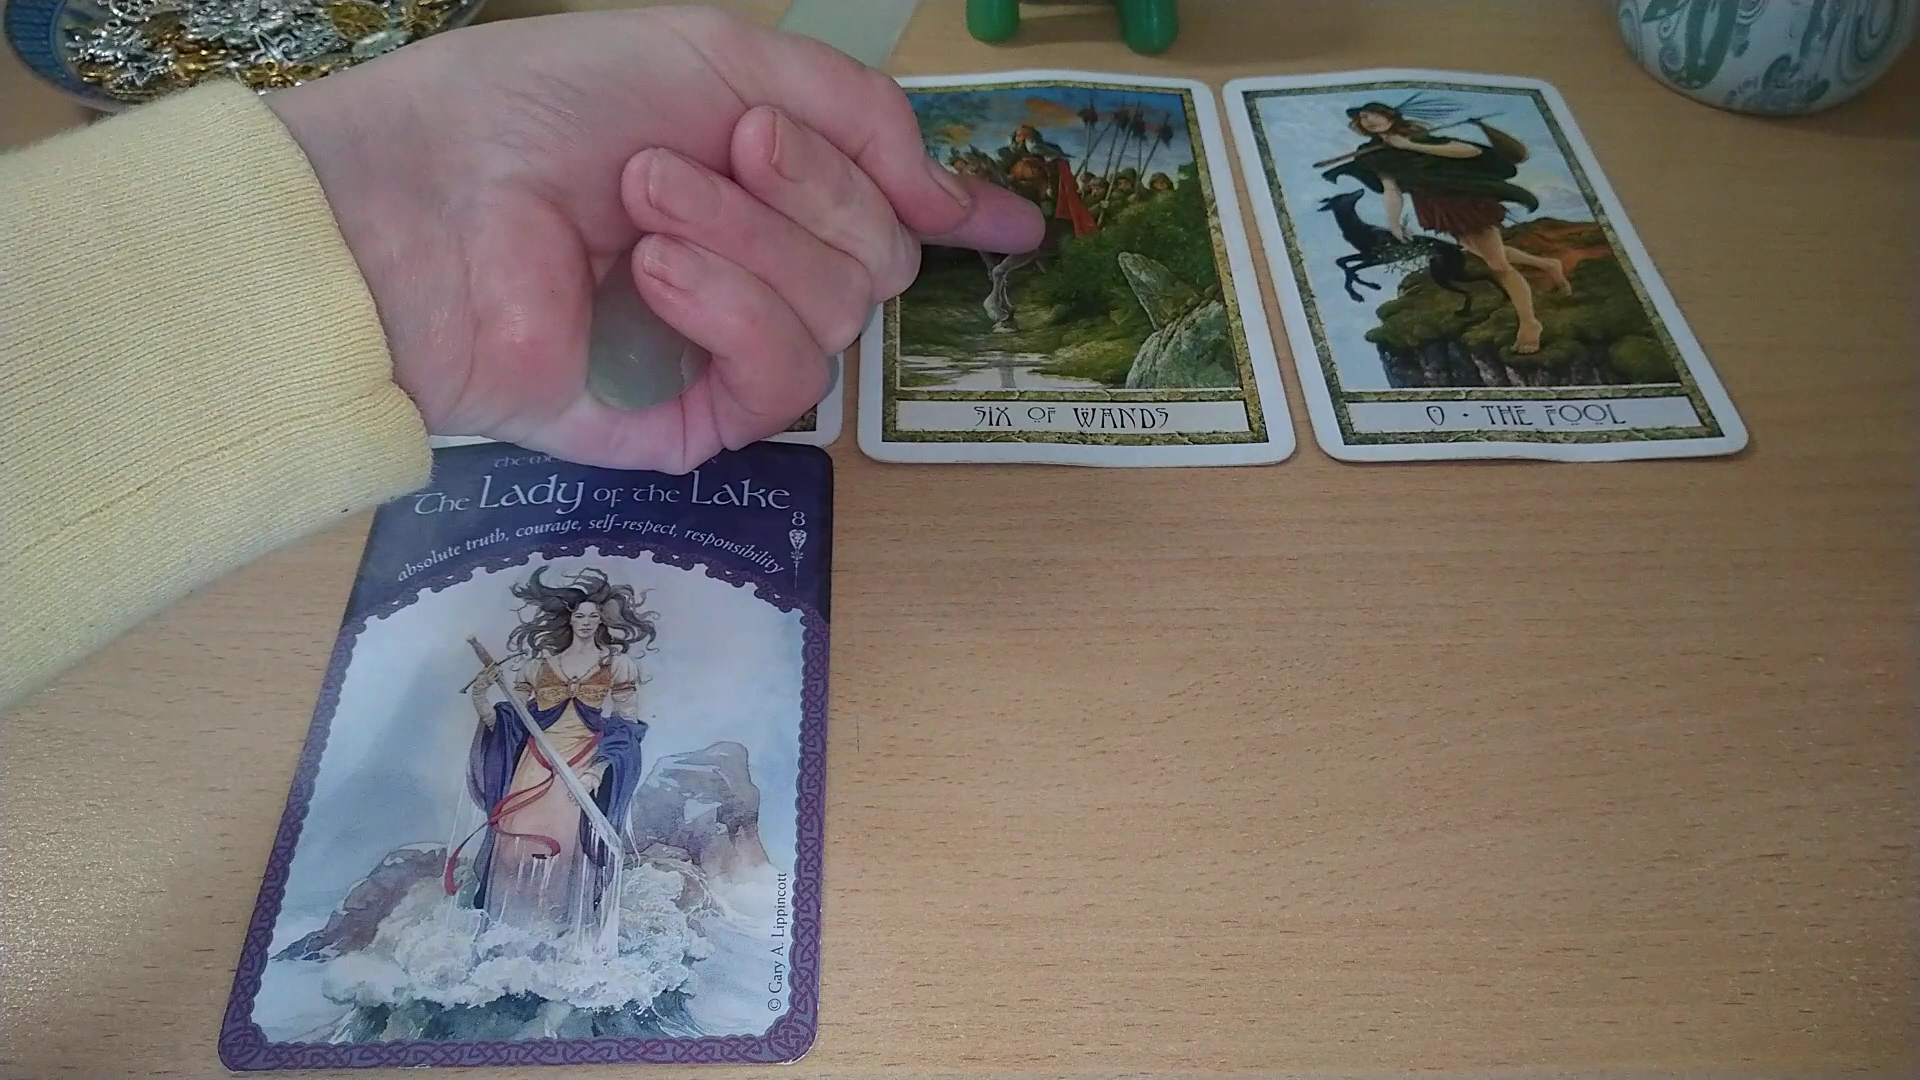 SIX OF WANDS
0 · THE FOOL
The Lady of the Lake
8
absolute truth, courage, self-respect, responsibility
© Gary A. Lippincott